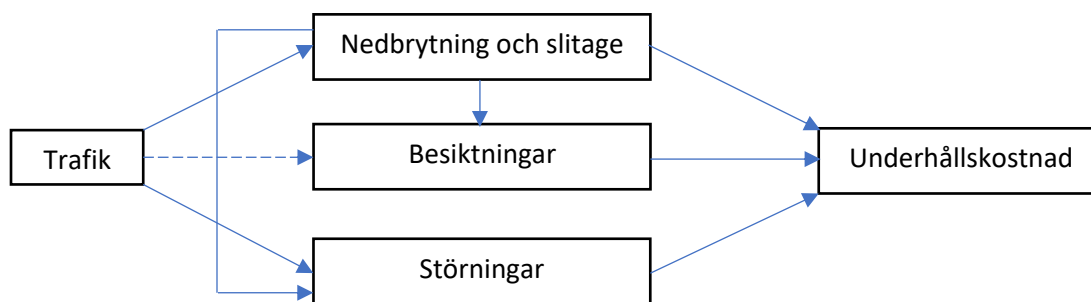 Nedbrytning och slitage
Trafik
Besiktningar
Underhållskostnad
Störningar